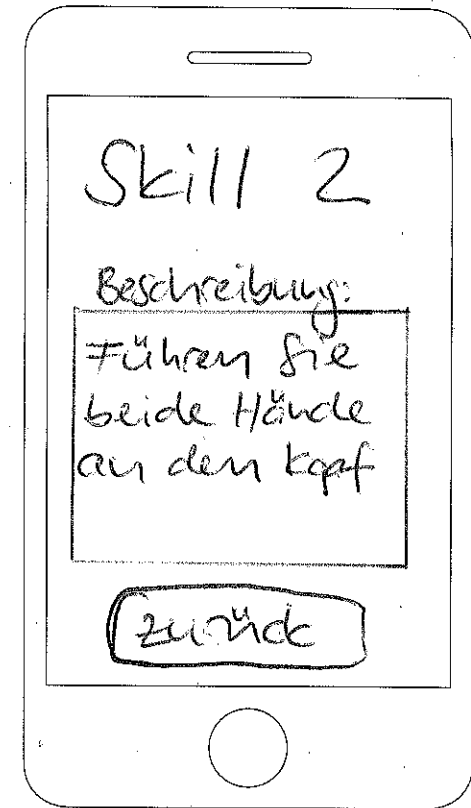 Skill 2
Beschreibung:
Führen Sie
beide Hände
an den Kopf
zurück